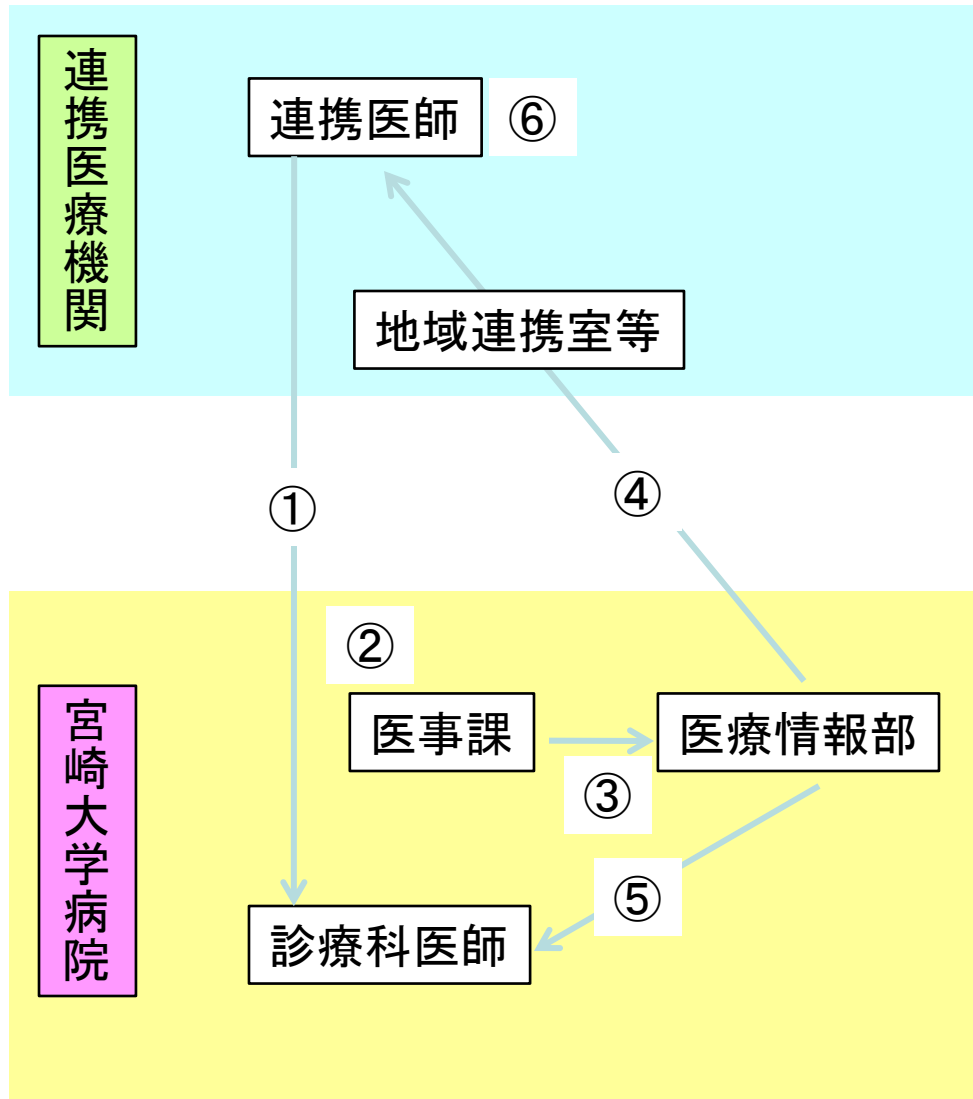 連携医療機関
連携医師
⑥
地域連携室等
①
④
②
宮崎大学病院
医事課
医療情報部
③
⑤
診療科医師